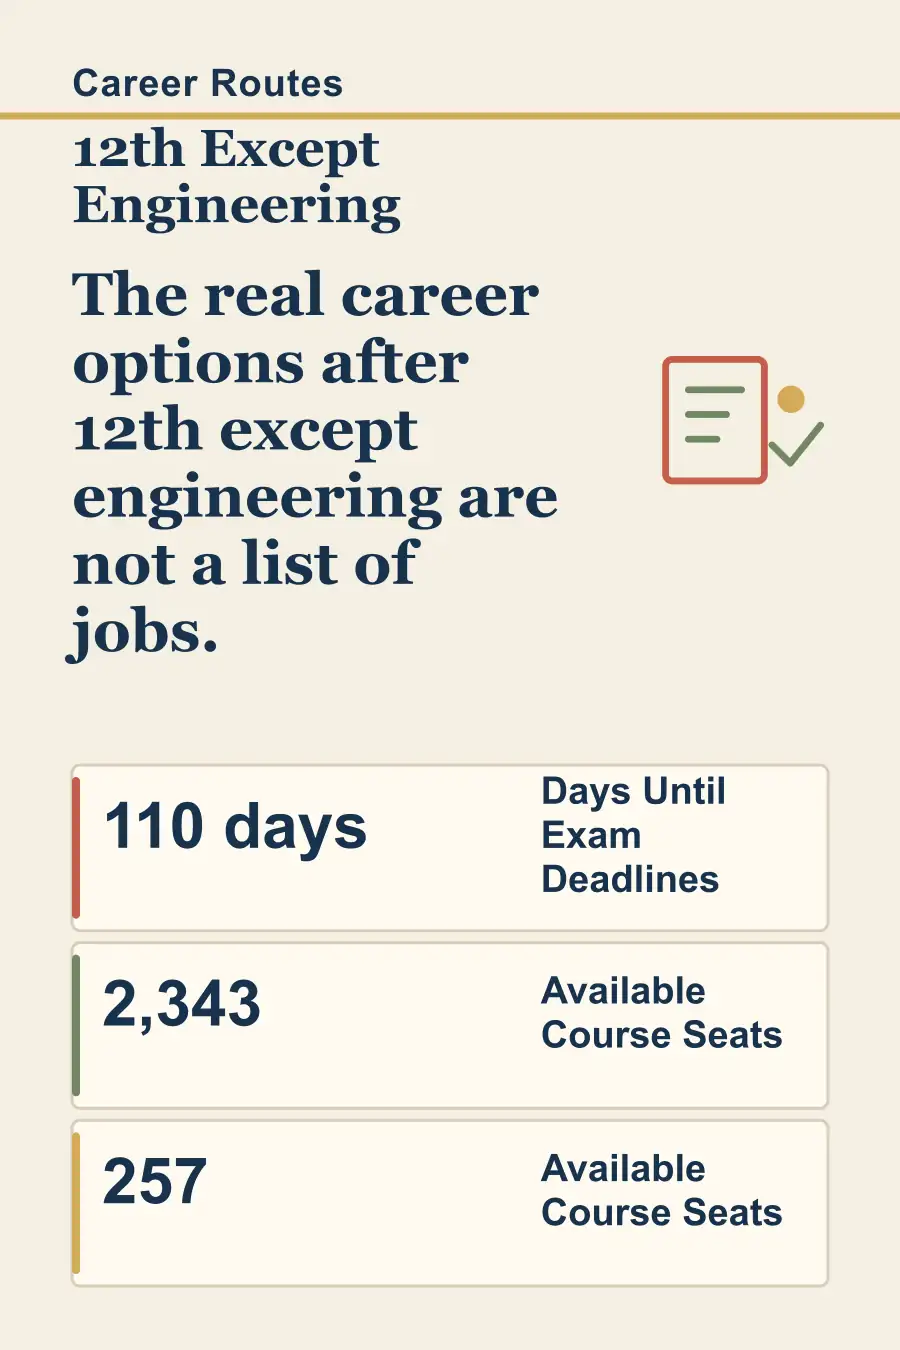 Career Routes
12th Except
Engineering
The real career
options after
12th except
engineering are
not a list of
jobs.
110 days
Days Until
Exam
Deadlines
2,343
Available
Course Seats
257
Available
Course Seats